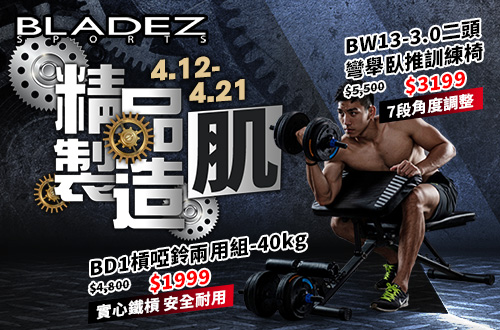 BLADEZ
SPORTS
4.12-
4.21
精品
製造
肌
BW13-3.0二頭
彎舉臥推訓練椅
$5,500 $3199
7段角度調整
BD1槓啞鈴兩用組-40kg
$4,800 $1999
實心鐵槓 安全耐用